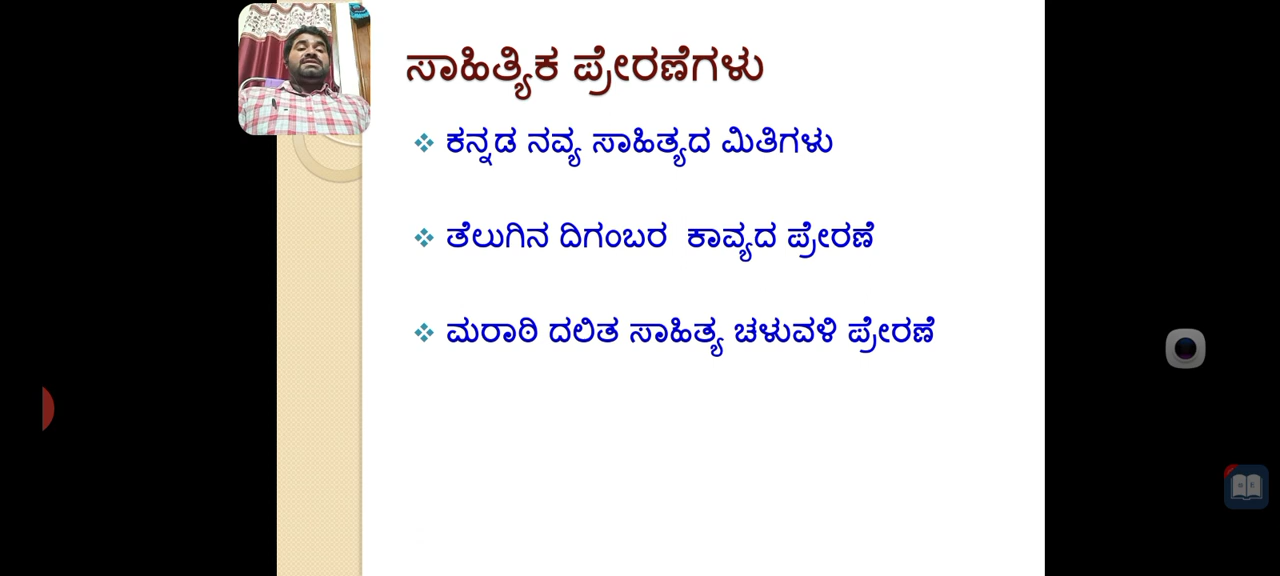 ಸಾಹಿತ್ಯಿಕ ಪ್ರೇರಣೆಗಳು
ಕನ್ನಡ ನವ್ಯ ಸಾಹಿತ್ಯದ ಮಿತಿಗಳು
ತೆಲುಗಿನ ದಿಗಂಬರ ಕಾವ್ಯದ ಪ್ರೇರಣೆ
ಮರಾಠಿ ದಲಿತ ಸಾಹಿತ್ಯ ಚಳುವಳಿ ಪ್ರೇರಣೆ